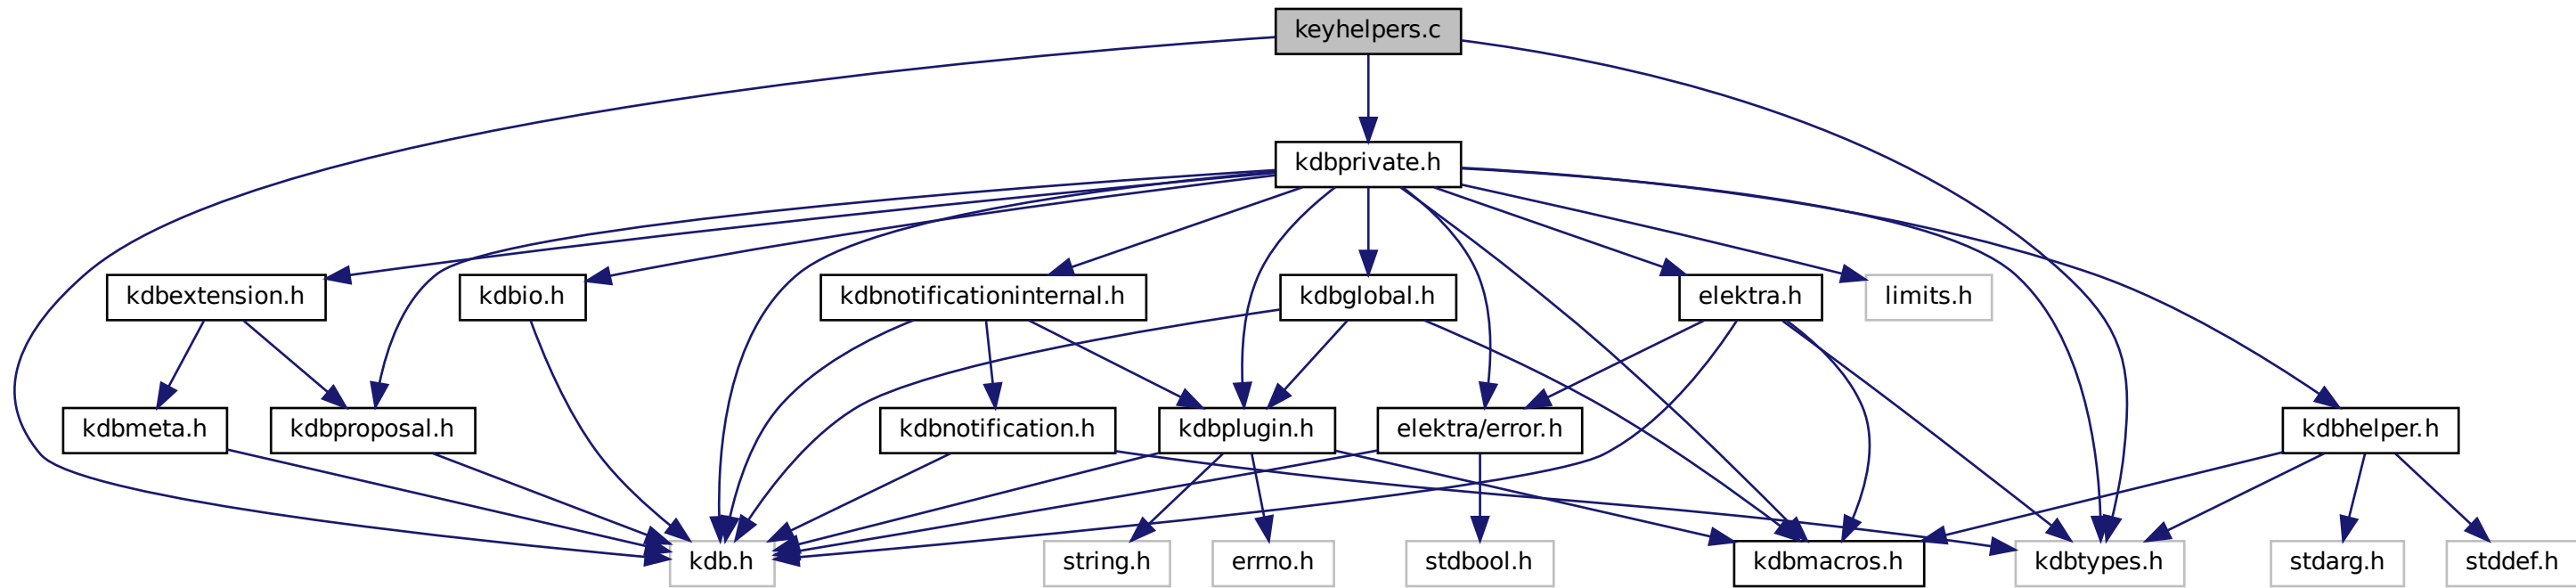 keyhelpers.c
kdbprivate.h
kdbextension.h
kdbio.h
kdbnotificationinternal.h
kdbglobal.h
elektra.h
limits.h
kdbmeta.h
kdbproposal.h
kdbnotification.h
kdbplugin.h
elektra/error.h
kdbhelper.h
kdb.h
string.h
errno.h
stdbool.h
kdbmacros.h
kdbtypes.h
stdarg.h
stddef.h